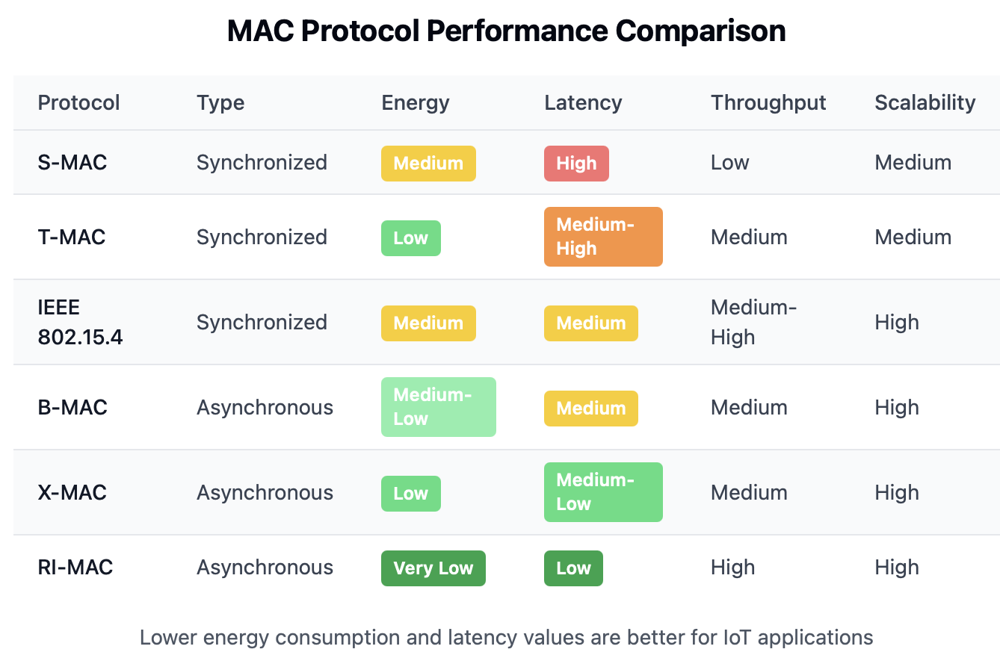 MAC Protocol Performance Comparison
Protocol Type Energy Latency Throughput Scalability
S-MAC Synchronized Medium High Low Medium
T-MAC Synchronized Low Medium-High Medium Medium
IEEE 802.15.4 Synchronized Medium Medium Medium-High High
B-MAC Asynchronous Medium-Low Medium Medium High
X-MAC Asynchronous Low Medium-Low Medium High
RI-MAC Asynchronous Very Low Low High High
Lower energy consumption and latency values are better for IoT applications